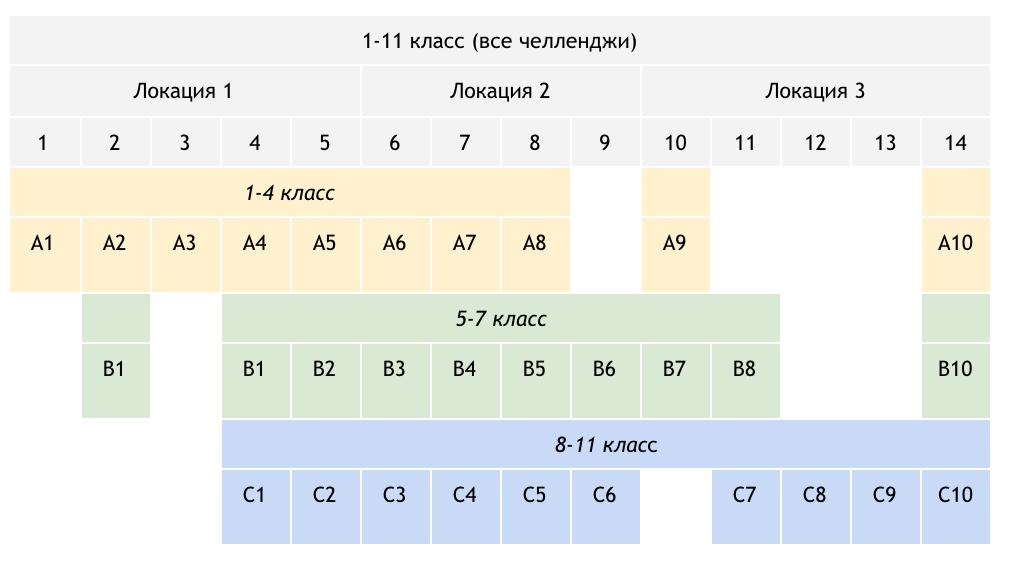 1-11 класс (все челленджи)
Локация 1 Локация 2 Локация 3
1 2 3 4 5 6 7 8 9 10 11 12 13 14
1-4 класс
A1 A2 A3 A4 A5 A6 A7 A8 A9 A10
5-7 класс
B1 B1 B2 B3 B4 B5 B6 B7 B8 B10
8-11 класс
C1 C2 C3 C4 C5 C6 C7 C8 C9 C10